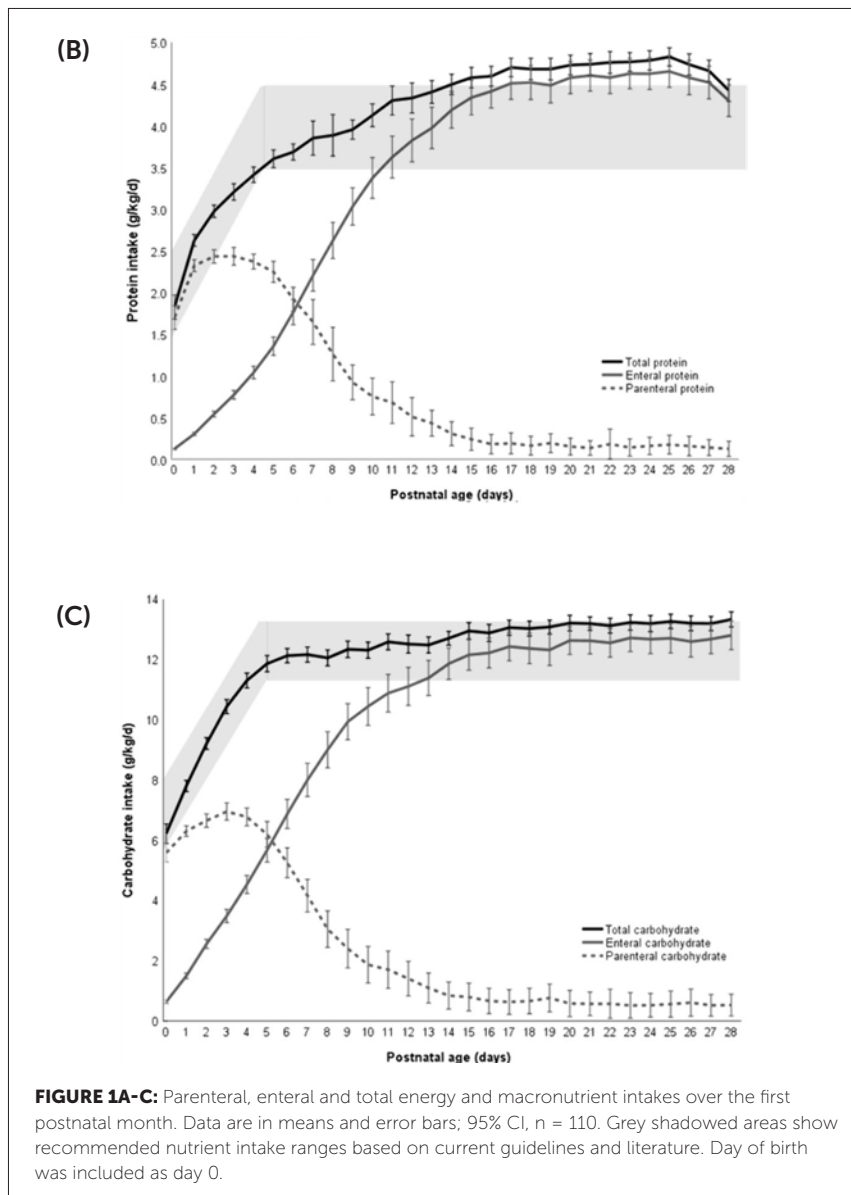 (B)
5.0
4.5
4.0
3.5
3.0
2.5
2.0
1.5
1.0
0.5
0.0
Protein intake (g/kg/d)
Total protein
Enteral protein
Parenteral protein
0 1 2 3 4 5 6 7 8 9 10 11 12 13 14 15 16 17 18 19 20 21 22 23 24 25 26 27 28
Postnatal age (days)
(C)
14
12
10
8
6
4
2
0
Carbohydrate intake (g/kg/d)
Total carbohydrate
Enteral carbohydrate
Parenteral carbohydrate
0 1 2 3 4 5 6 7 8 9 10 11 12 13 14 15 16 17 18 19 20 21 22 23 24 25 26 27 28
Postnatal age (days)
FIGURE 1A-C: Parenteral, enteral and total energy and macronutrient intakes over the first
postnatal month. Data are in means and error bars; 95% CI, n = 110. Grey shadowed areas show
recommended nutrient intake ranges based on current guidelines and literature. Day of birth
was included as day 0.